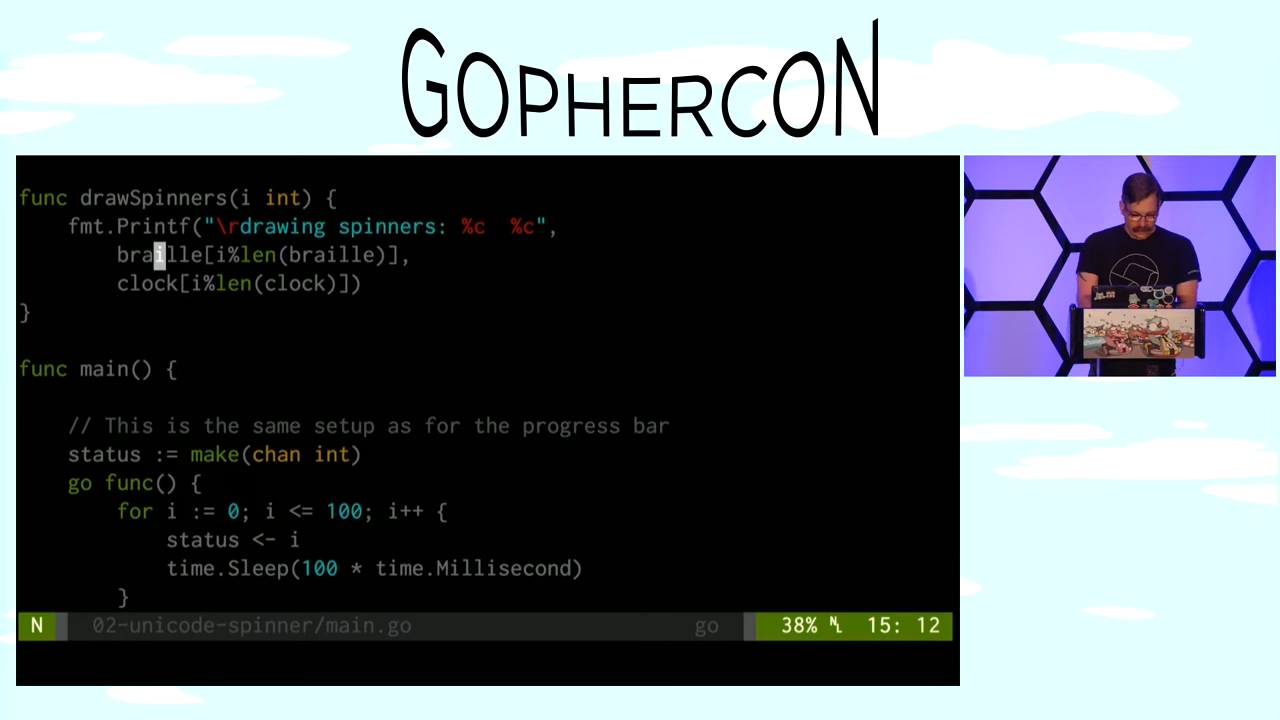 GOPHERCON
func drawSpinners(i int) {
    fmt.Printf("\rdrawing spinners: %c  %c",
        braille[i%len(braille)],
        clock[i%len(clock)])
}
func main() {
    // This is the same setup as for the progress bar
    status := make(chan int)
    go func() {
        for i := 0; i <= 100; i++ {
            status <- i
            time.Sleep(100 * time.Millisecond)
        }
N 02-unicode-spinner/main.go go 38% ␤ 15: 12